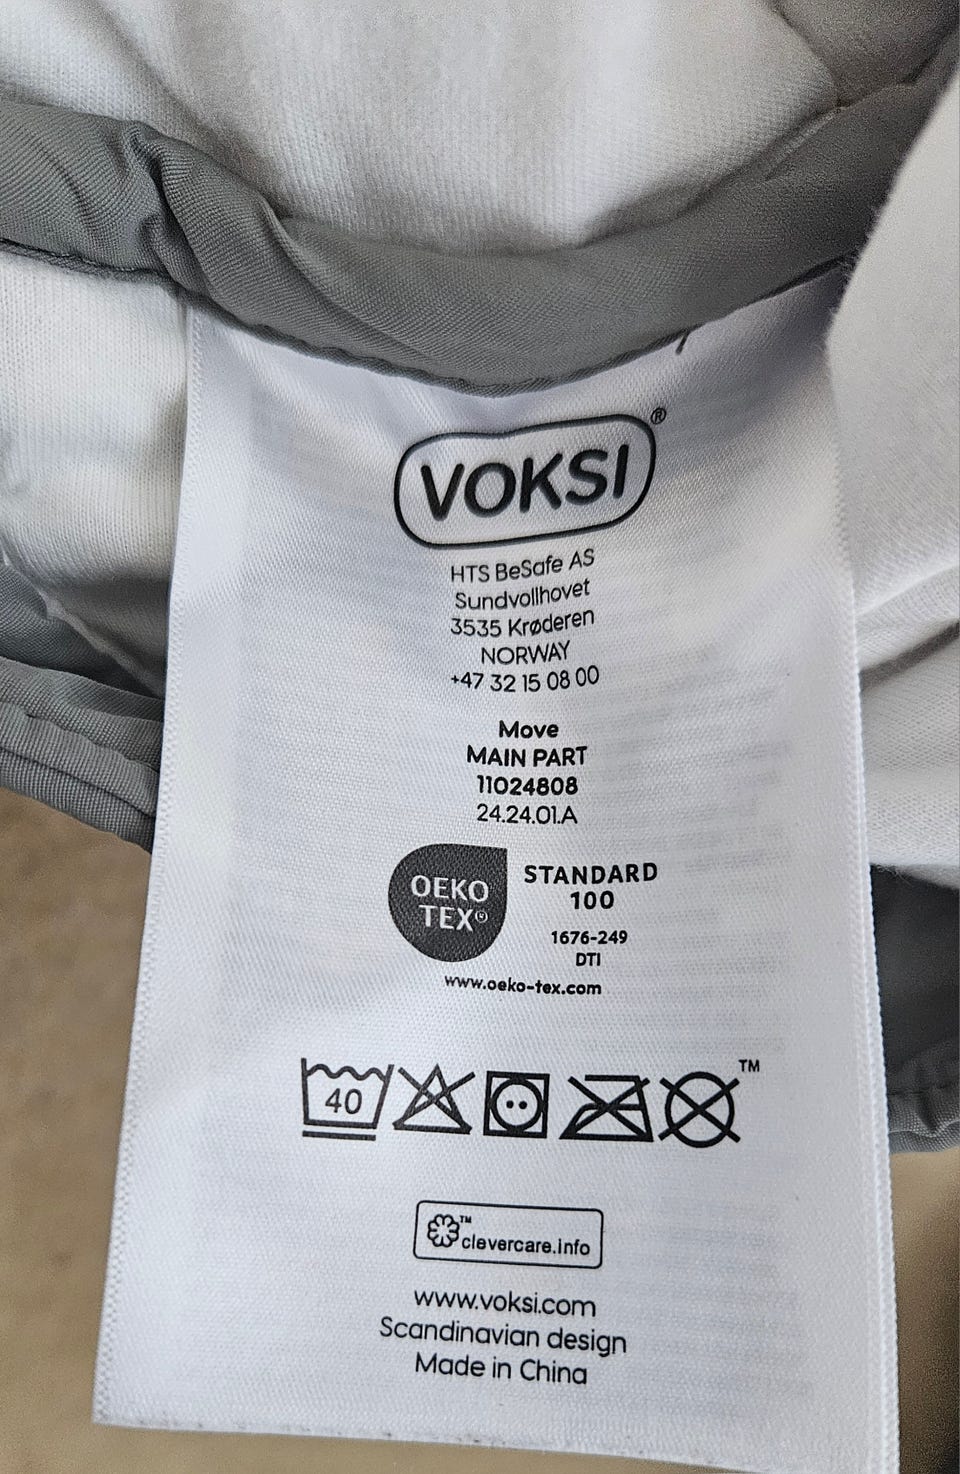 VOKSI®
HTS BeSafe AS
Sundvollhovet
3535 Krøderen
NORWAY
+47 32 15 08 00
Move
MAIN PART
11024808
24.24.01.A
OEKO
TEX®
STANDARD
100
1676-249
DTI
www.oeko-tex.com
40
TM
TM
clevercare.info
www.voksi.com
Scandinavian design
Made in China